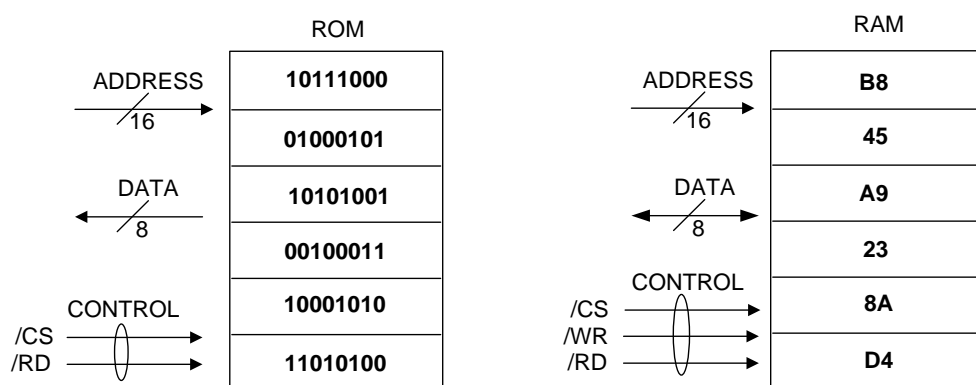 ROM
ADDRESS
16
DATA
8
CONTROL
/CS
/RD
10111000
01000101
10101001
00100011
10001010
11010100
RAM
ADDRESS
16
DATA
8
CONTROL
/CS
/WR
/RD
B8
45
A9
23
8A
D4